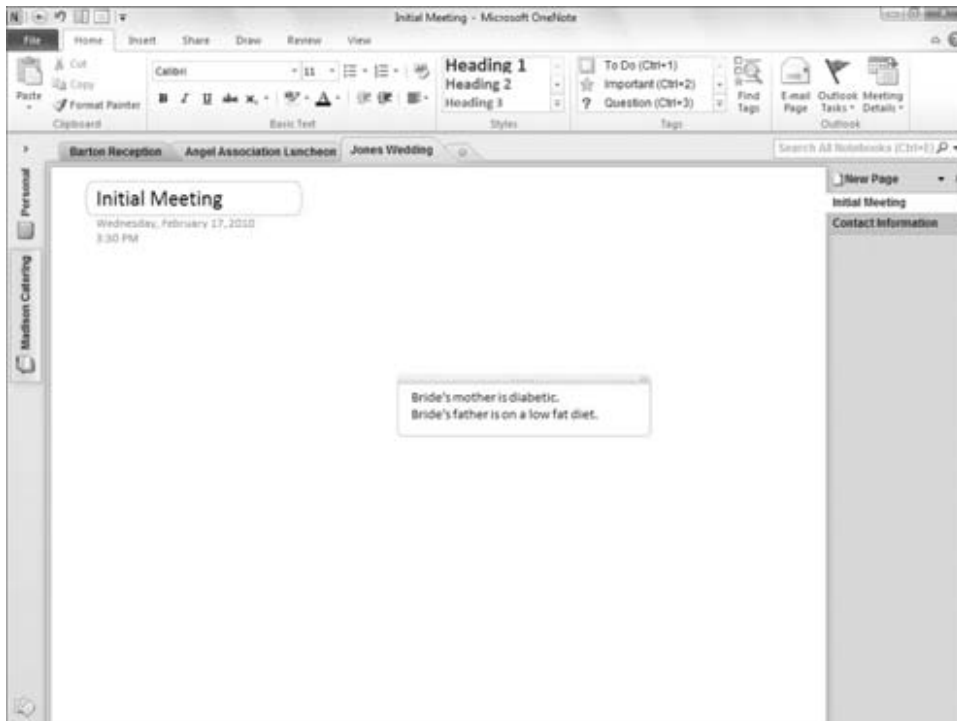 Initial Meeting - Microsoft OneNote
File Home Insert Share Draw Review View
Paste
Cut
Copy
Format Painter
Clipboard
Calibri 11
B I U abc
Basic Text
Heading 1
Heading 2
Heading 3
Styles
To Do (Ctrl+1)
Important (Ctrl+2)
Question (Ctrl+3)
Find Tags
Tags
E-mail Page
Outlook Tasks
Meeting Details
Outlook
Barton Reception Angel Association Luncheon Jones Wedding
Search All Notebooks (Ctrl+E)
Personal
Madison Catering
Initial Meeting
Wednesday, February 17, 2010
3:30 PM
Bride's mother is diabetic.
Bride's father is on a low fat diet.
New Page
Initial Meeting
Contact Information